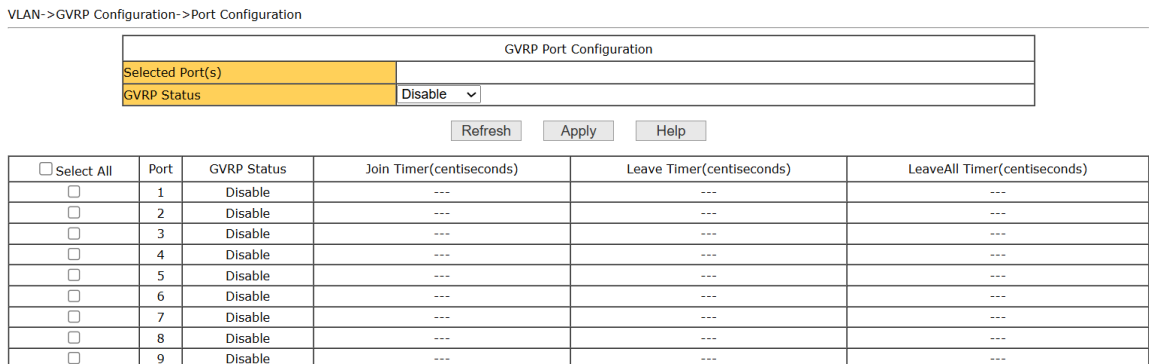 VLAN->GVRP Configuration->Port Configuration
GVRP Port Configuration
Selected Port(s)
GVRP Status Disable
Refresh Apply Help
Select All Port GVRP Status Join Timer(centiseconds) Leave Timer(centiseconds) LeaveAll Timer(centiseconds)
1 Disable --- --- ---
2 Disable --- --- ---
3 Disable --- --- ---
4 Disable --- --- ---
5 Disable --- --- ---
6 Disable --- --- ---
7 Disable --- --- ---
8 Disable --- --- ---
9 Disable --- --- ---